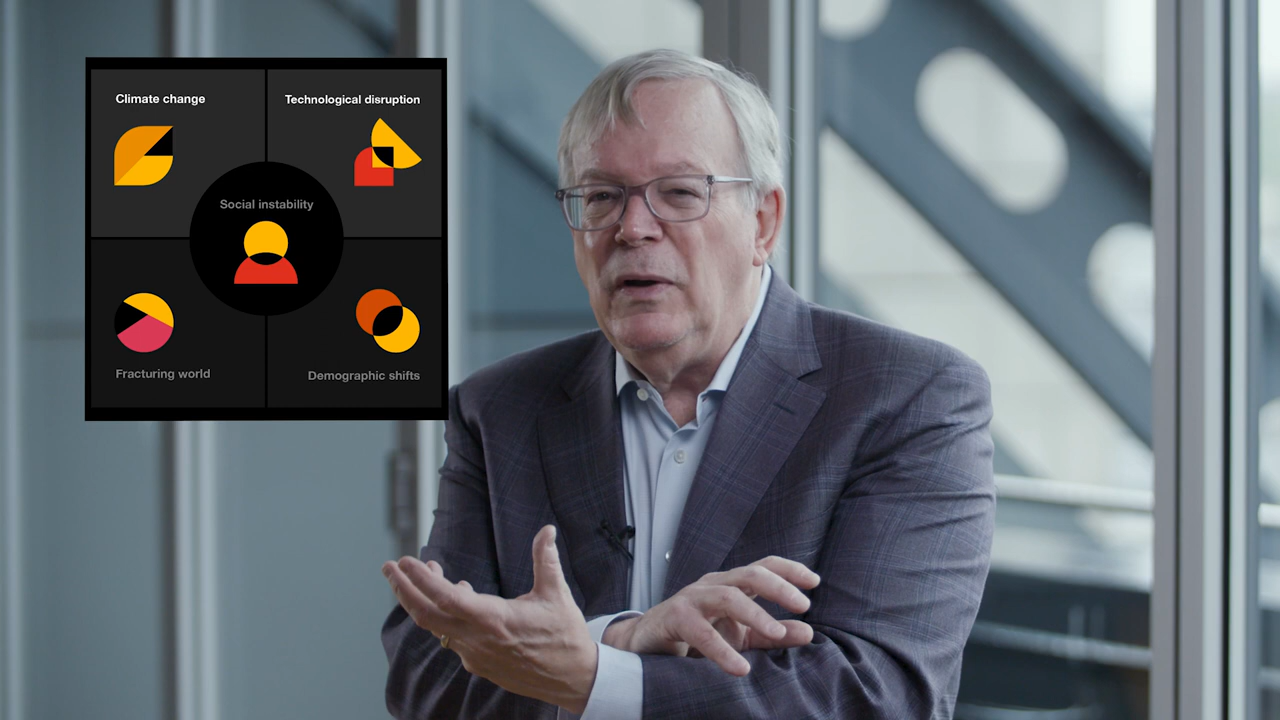 Climate change
Technological disruption
Social instability
Fracturing world
Demographic shifts